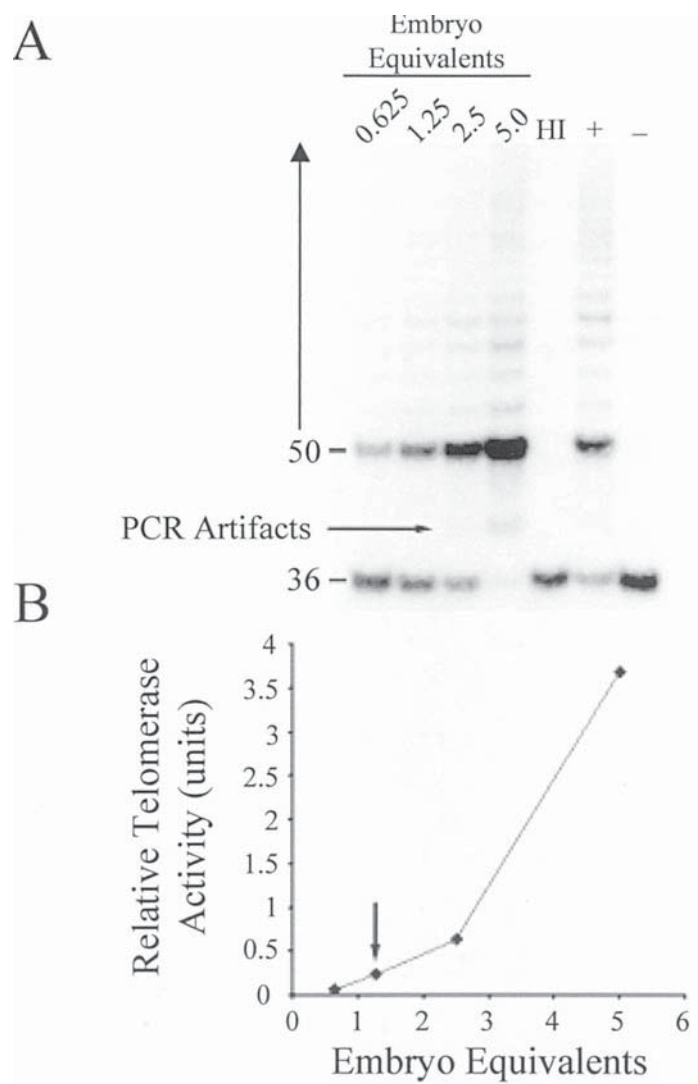 A
Embryo
Equivalents
0.625 1.25 2.5 5.0 HI + –
50
PCR Artifacts
36
B
Relative Telomerase
Activity (units)
4
3.5
3
2.5
2
1.5
1
0.5
0
0 1 2 3 4 5 6
Embryo Equivalents